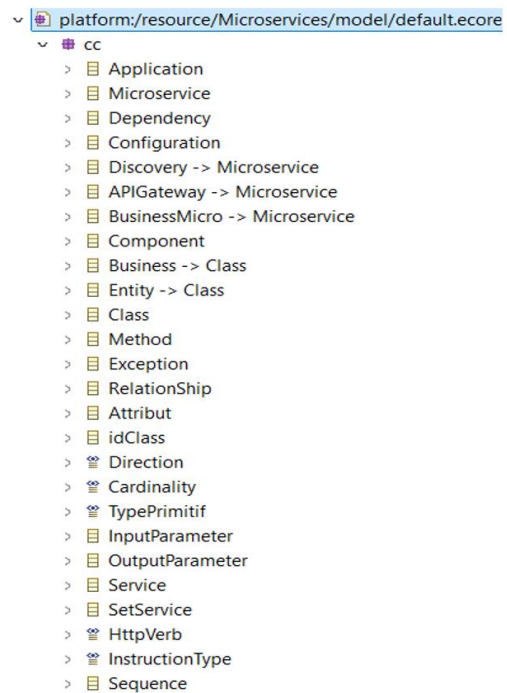 platform:/resource/Microservices/model/default.ecore
cc
Application
Microservice
Dependency
Configuration
Discovery -> Microservice
APIGateway -> Microservice
BusinessMicro -> Microservice
Component
Business -> Class
Entity -> Class
Class
Method
Exception
RelationShip
Attribut
idClass
Direction
Cardinality
TypePrimitif
InputParameter
OutputParameter
Service
SetService
HttpVerb
InstructionType
Sequence